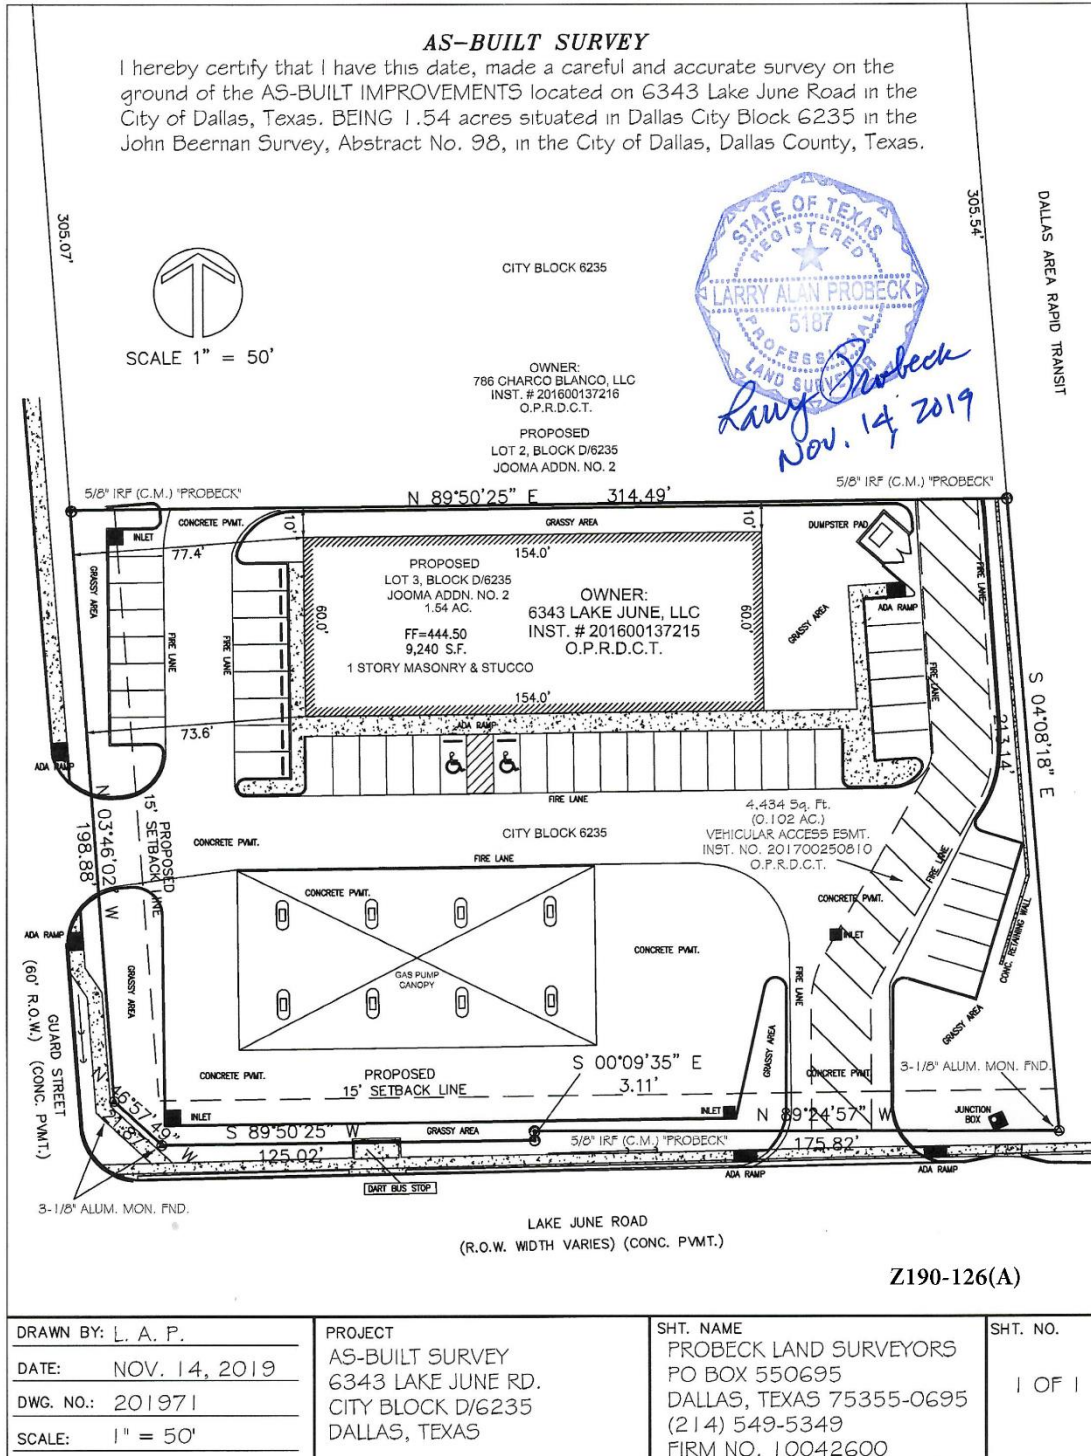 AS-BUILT SURVEY
I hereby certify that I have this date, made a careful and accurate survey on the
ground of the AS-BUILT IMPROVEMENTS located on 6343 Lake June Road in the
City of Dallas, Texas. BEING 1.54 acres situated in Dallas City Block 6235 in the
John Beernan Survey, Abstract No. 98, in the City of Dallas, Dallas County, Texas.
305.07'
305.54'
DALLAS AREA RAPID TRANSIT
STATE OF TEXAS
REGISTERED
LARRY ALAN PROBECK
5187
PROFESSIONAL
LAND SURVEYOR
Larry Probeck
Nov. 14, 2019
CITY BLOCK 6235
SCALE 1" = 50'
OWNER:
786 CHARCO BLANCO, LLC
INST. # 201600137216
O.P.R.D.C.T.
PROPOSED
LOT 2, BLOCK D/6235
JOOMA ADDN. NO. 2
5/8" IRF (C.M.) "PROBECK"
N 89°50'25" E 314.49'
5/8" IRF (C.M.) "PROBECK"
CONCRETE PVMT.
INLET
10'
GRASSY AREA
10'
DUMPSTER PAD
77.4'
154.0'
GRASSY AREA
FIRE LANE
FIRE LANE
60.0'
PROPOSED
LOT 3, BLOCK D/6235
JOOMA ADDN. NO. 2
1.54 AC.
FF=444.50
9,240 S.F.
1 STORY MASONRY & STUCCO
OWNER:
6343 LAKE JUNE, LLC
INST. # 201600137215
O.P.R.D.C.T.
60.0'
GRASSY AREA
ADA RAMP
FIRE LANE
FIRE LANE
154.0'
73.6'
ADA RAMP
ADA RAMP
S 04°08'18" E
213.14'
FIRE LANE
N 03°46'02" W
198.88'
PROPOSED
15' SETBACK LINE
CONCRETE PVMT.
CITY BLOCK 6235
FIRE LANE
4,434 Sq. Ft.
(0.102 AC.)
VEHICULAR ACCESS ESMT.
INST. NO. 201700250810
O.P.R.D.C.T.
FIRE LANE
CONCRETE PVMT.
CONCRETE PVMT.
INLET
CONC. RETAINING WALL
ADA RAMP
GAS PUMP
CANOPY
CONCRETE PVMT.
FIRE LANE
GRASSY AREA
GRASSY AREA
GUARD STREET
(60' R.O.W.) (CONC. PVMT.)
CONCRETE PVMT.
PROPOSED
15' SETBACK LINE
S 00°09'35" E
3.11'
GRASSY AREA
CONCRETE PVMT.
3-1/8" ALUM. MON. FND.
N 46°57'49" W
21.8'
INLET
INLET
N 89°24'57" W
175.82'
JUNCTION
BOX
S 89°50'25" W
125.02'
GRASSY AREA
5/8" IRF (C.M.) "PROBECK"
ADA RAMP
ADA RAMP
DART BUS STOP
3-1/8" ALUM. MON. FND.
LAKE JUNE ROAD
(R.O.W. WIDTH VARIES) (CONC. PVMT.)
Z190-126(A)
DRAWN BY: L. A. P.
DATE: NOV. 14, 2019
DWG. NO.: 201971
SCALE: 1" = 50'
PROJECT
AS-BUILT SURVEY
6343 LAKE JUNE RD.
CITY BLOCK D/6235
DALLAS, TEXAS
SHT. NAME
PROBECK LAND SURVEYORS
PO BOX 550695
DALLAS, TEXAS 75355-0695
(214) 549-5349
FIRM NO. 10042600
SHT. NO.
1 OF 1